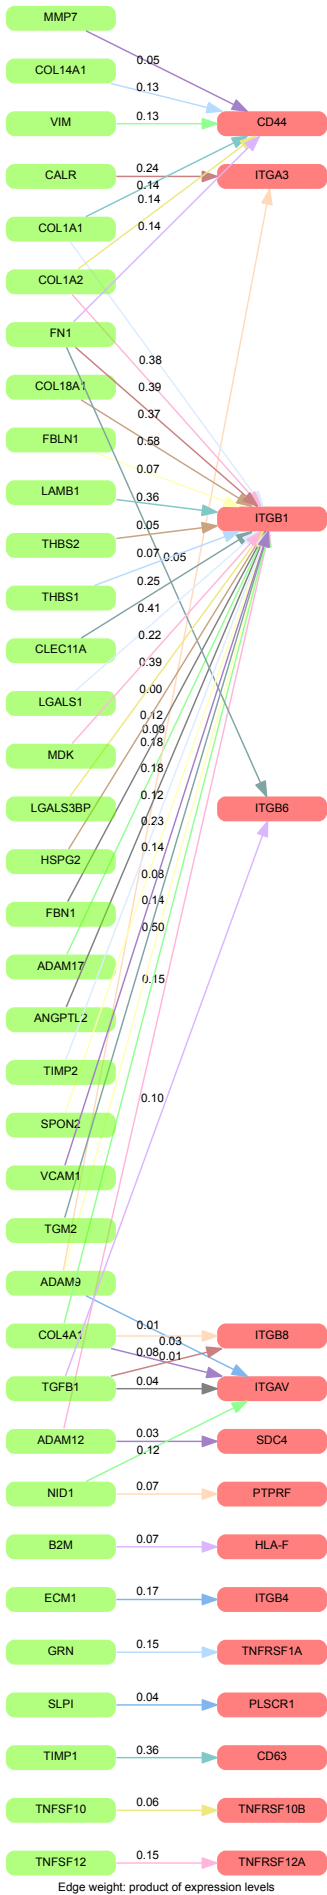 MMP7
0.05
COL14A1
0.13
VIM
0.13
CD44
CALR
0.24
ITGA3
0.14
0.14
COL1A1
0.14
COL1A2
FN1
0.38
COL18A1
0.39
0.37
FBLN1
0.58
0.07
LAMB1
0.36
ITGB1
THBS2
0.05
0.07
0.05
THBS1
0.25
0.41
CLEC11A
0.22
0.39
LGALS1
0.00
0.12
0.09
0.18
MDK
0.18
LGALS3BP
0.12
ITGB6
0.23
HSPG2
0.14
0.08
FBN1
0.14
0.50
ADAM17
0.15
ANGPTL2
TIMP2
0.10
SPON2
VCAM1
TGM2
ADAM9
COL4A1
0.01
ITGB8
0.03
0.08
0.01
TGFB1
0.04
ITGAV
ADAM12
0.03
SDC4
0.12
NID1
0.07
PTPRF
B2M
0.07
HLA-F
ECM1
0.17
ITGB4
GRN
0.15
TNFRSF1A
SLPI
0.04
PLSCR1
TIMP1
0.36
CD63
TNFSF10
0.06
TNFRSF10B
TNFSF12
0.15
TNFRSF12A
Edge weight: product of expression levels